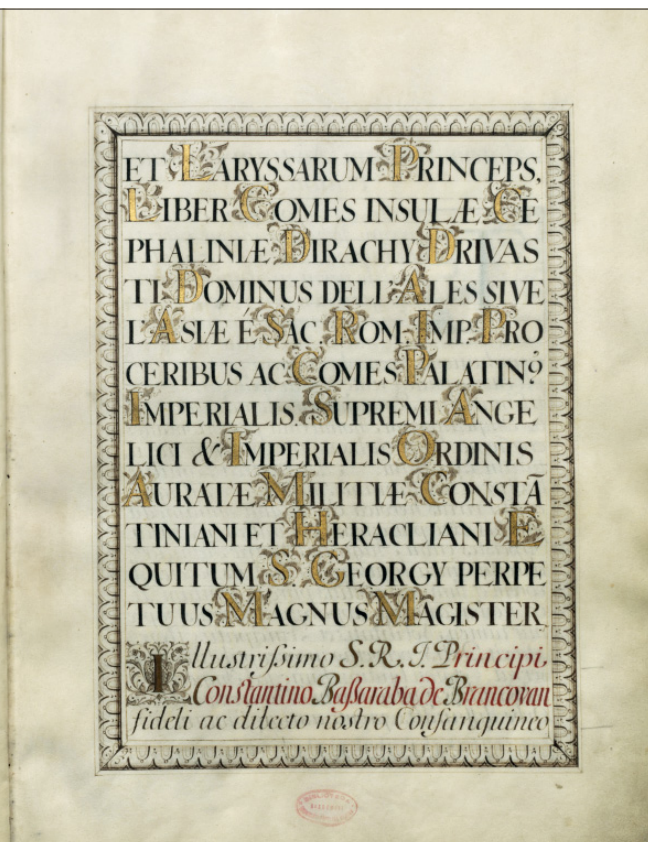 ET LARYSSARUM PRINCEPS,
LIBER COMES INSULÆ CE
PHALINIÆ DIRACHY DRIVAS
TI DOMINUS DELL'ALES SIVE
L'ASIÆ É SAC. ROM. IMP. PRO
CERIBUS AC COMES PALATIN9
IMPERIALIS. SUPREMI ANGE
LICI & IMPERIALIS ORDINIS
AURATÆ MILITIÆ CONSTÃ
TINIANI ET HERACLIANI E
QUITUM S. GEORGY PERPE
TUUS MAGNUS MAGISTER.
Illustrißimo S. R. I. Principi,
Constantino Baßaraba de Brancovan
fideli ac dilecto nostro Consanguineo